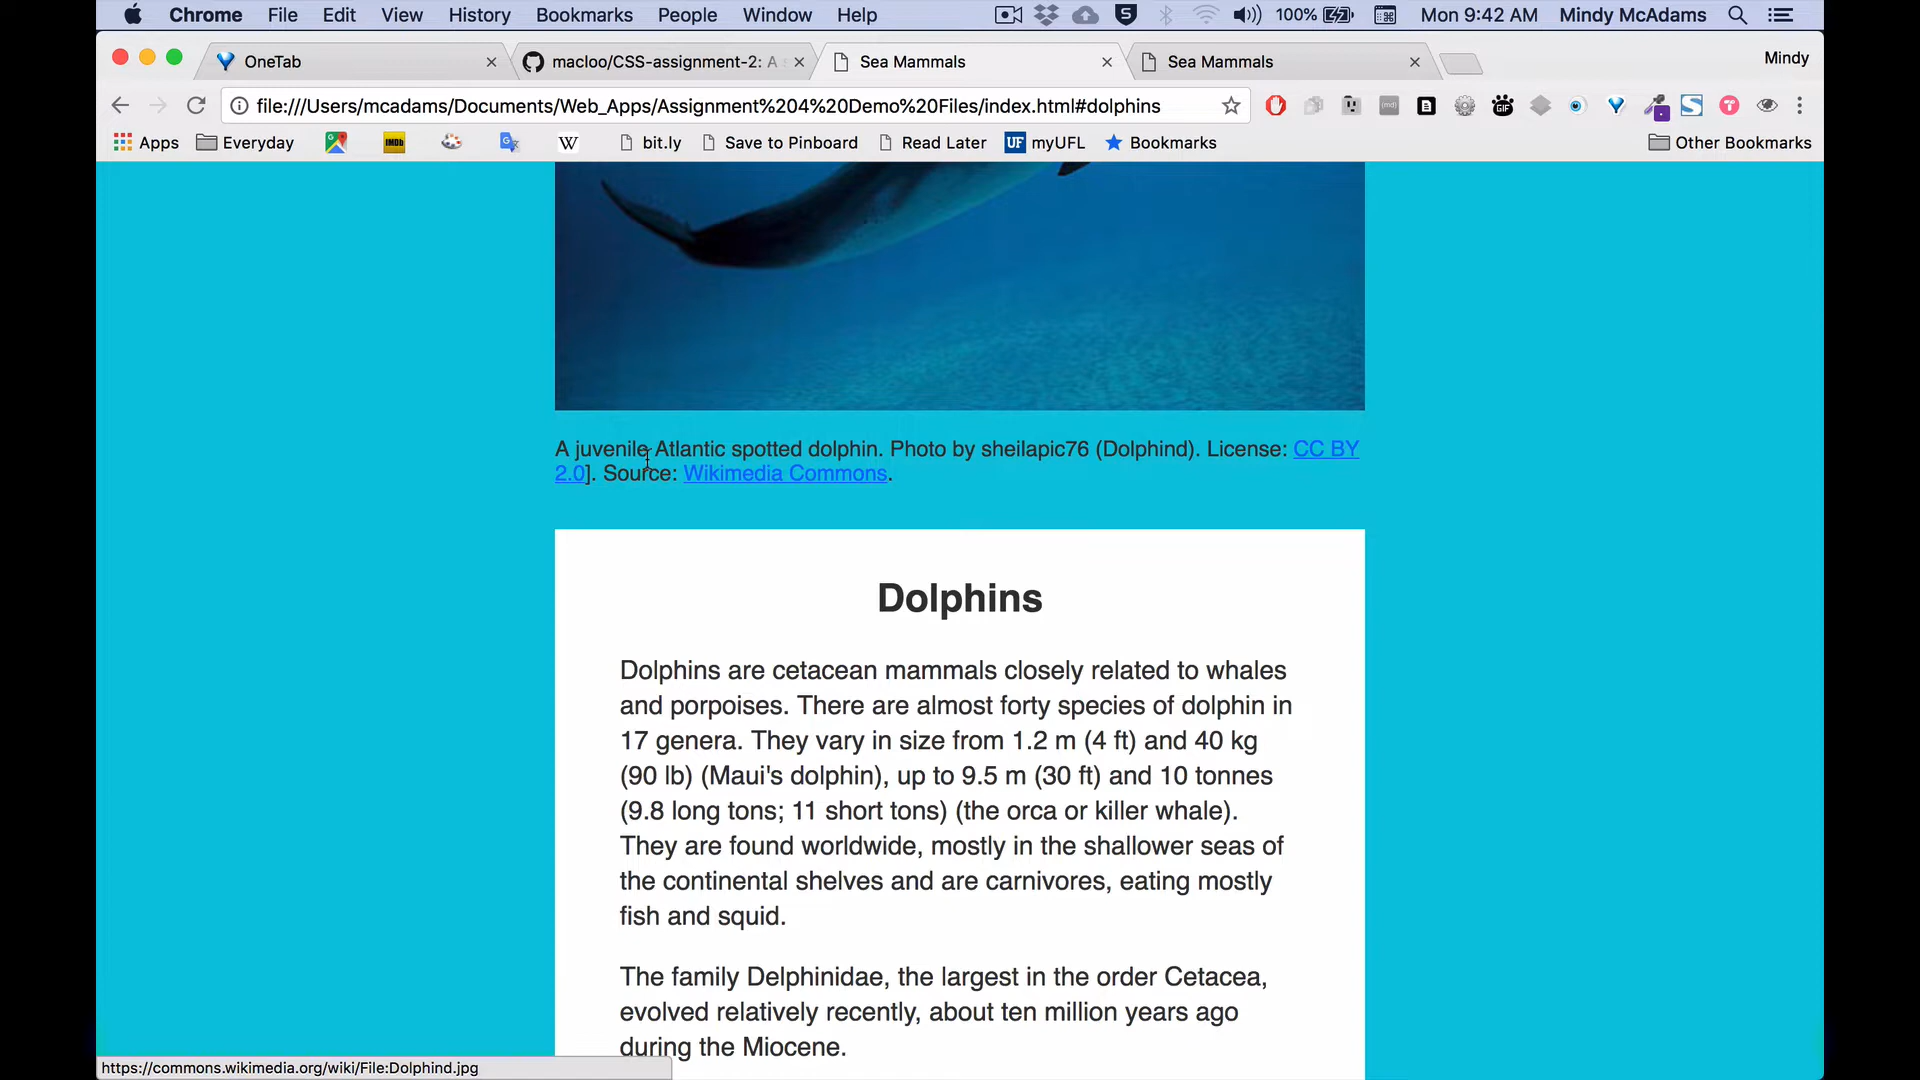 Chrome File Edit View History Bookmarks People Window Help 100% Mon 9:42 AM Mindy McAdams
OneTab macloo/CSS-assignment-2: A s Sea Mammals Sea Mammals Mindy
file:///Users/mcadams/Documents/Web_Apps/Assignment%204%20Demo%20Files/index.html#dolphins
Apps Everyday IMDb W bit.ly Save to Pinboard Read Later UF myUFL Bookmarks Other Bookmarks
A juvenile Atlantic spotted dolphin. Photo by sheilapic76 (Dolphind). License: CC BY
2.0]. Source: Wikimedia Commons.
Dolphins
Dolphins are cetacean mammals closely related to whales
and porpoises. There are almost forty species of dolphin in
17 genera. They vary in size from 1.2 m (4 ft) and 40 kg
(90 lb) (Maui's dolphin), up to 9.5 m (30 ft) and 10 tonnes
(9.8 long tons; 11 short tons) (the orca or killer whale).
They are found worldwide, mostly in the shallower seas of
the continental shelves and are carnivores, eating mostly
fish and squid.
The family Delphinidae, the largest in the order Cetacea,
evolved relatively recently, about ten million years ago
during the Miocene.
https://commons.wikimedia.org/wiki/File:Dolphind.jpg